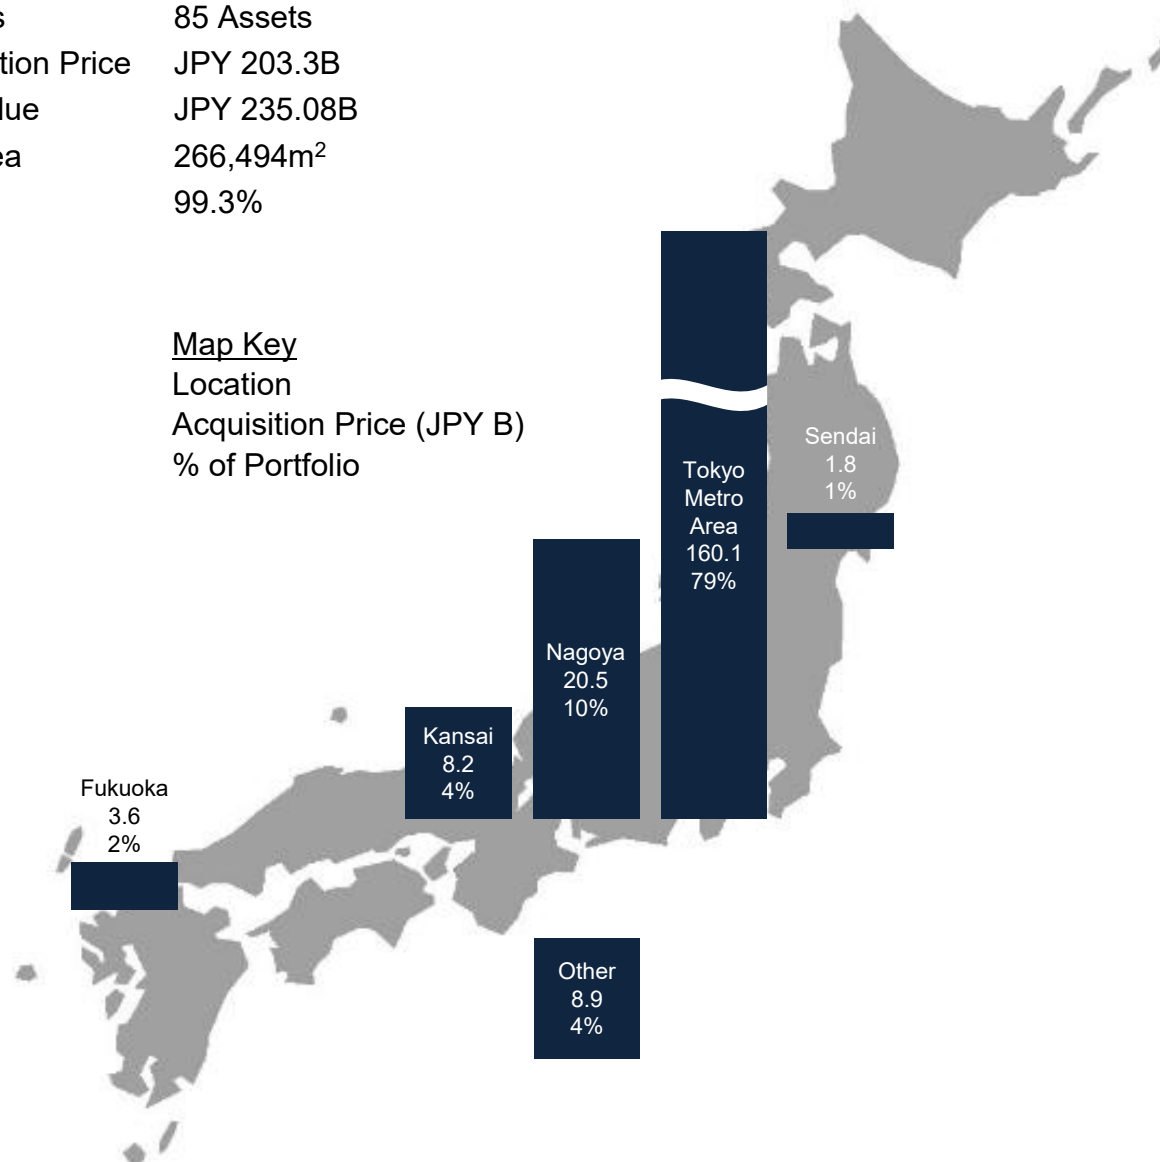 s 85 Assets
tion Price JPY 203.3B
lue JPY 235.08B
ea 266,494m²
99.3%
Map Key
Location
Acquisition Price (JPY B)
% of Portfolio
Sendai
1.8
1%
Tokyo
Metro
Area
160.1
79%
Nagoya
20.5
10%
Kansai
8.2
4%
Fukuoka
3.6
2%
Other
8.9
4%